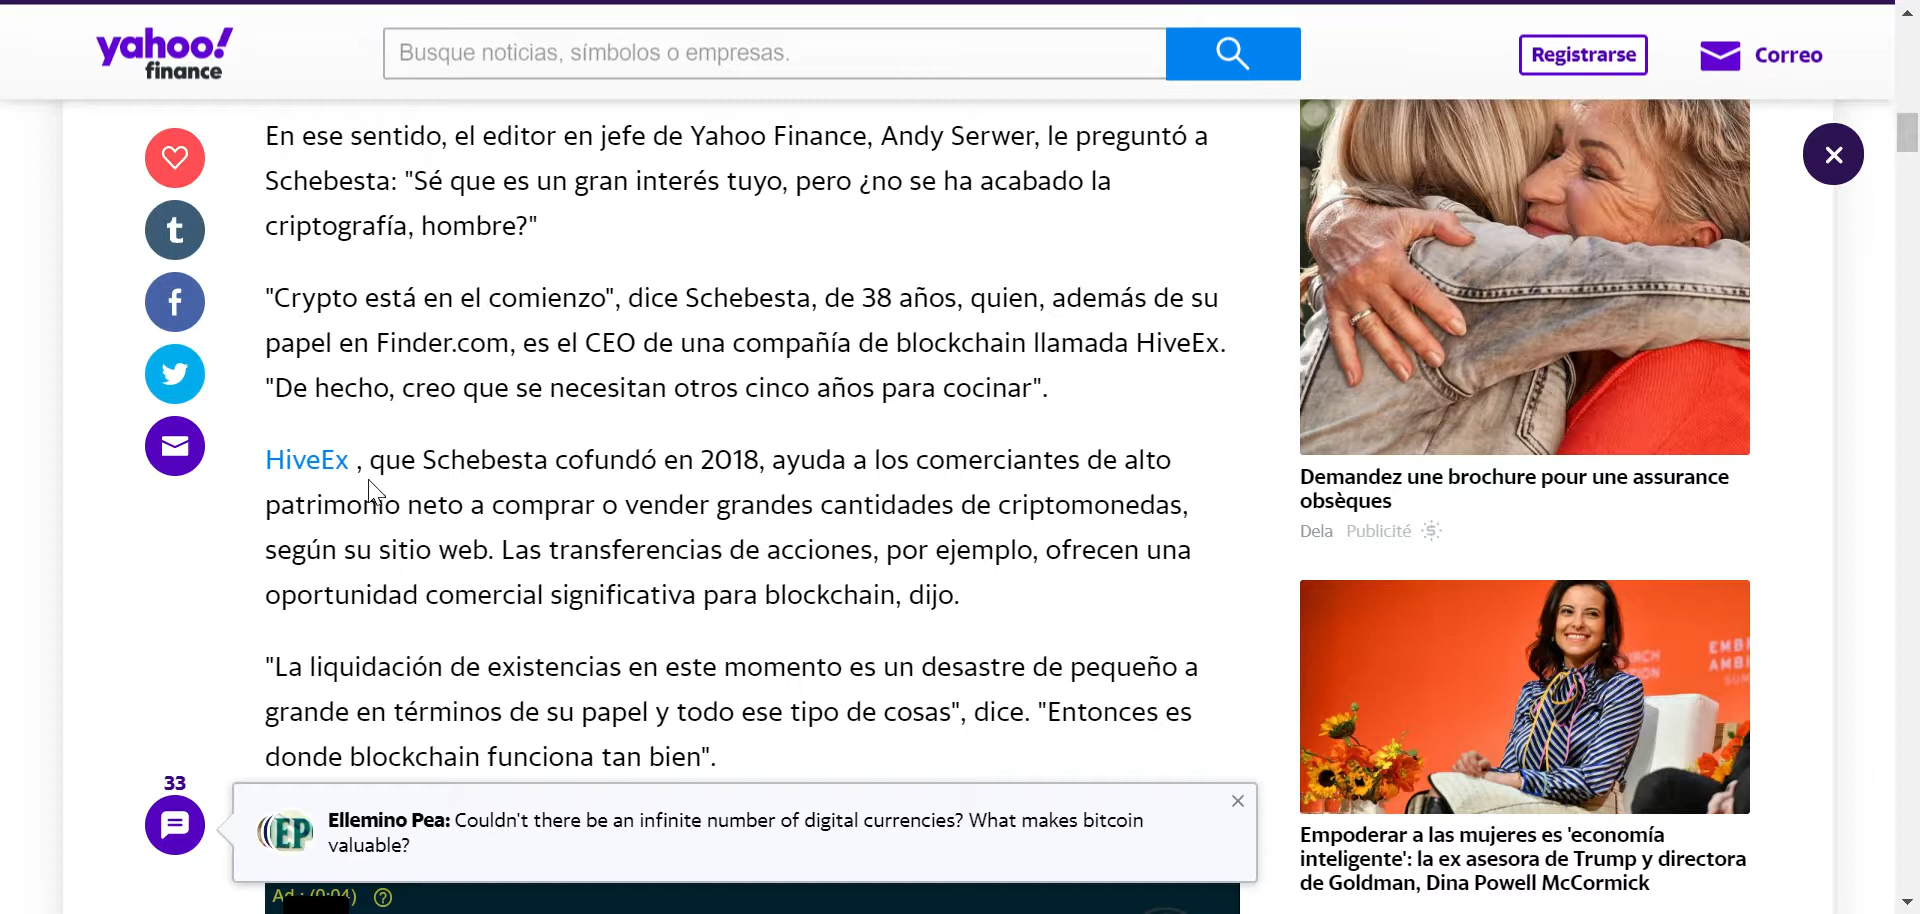 yahoo!
finance
Busque noticias, símbolos o empresas.
Registrarse
Correo
En ese sentido, el editor en jefe de Yahoo Finance, Andy Serwer, le preguntó a
Schebesta: "Sé que es un gran interés tuyo, pero ¿no se ha acabado la
criptografía, hombre?"
"Crypto está en el comienzo", dice Schebesta, de 38 años, quien, además de su
papel en Finder.com, es el CEO de una compañía de blockchain llamada HiveEx.
"De hecho, creo que se necesitan otros cinco años para cocinar".
HiveEx , que Schebesta cofundó en 2018, ayuda a los comerciantes de alto
patrimonio neto a comprar o vender grandes cantidades de criptomonedas,
según su sitio web. Las transferencias de acciones, por ejemplo, ofrecen una
oportunidad comercial significativa para blockchain, dijo.
"La liquidación de existencias en este momento es un desastre de pequeño a
grande en términos de su papel y todo ese tipo de cosas", dice. "Entonces es
donde blockchain funciona tan bien".
33
EP
Ellemino Pea: Couldn't there be an infinite number of digital currencies? What makes bitcoin
valuable?
Ad : (0:04)
Demandez une brochure pour une assurance
obsèques
Dela Publicité
EMB
AMB
SUM
Empoderar a las mujeres es 'economía
inteligente': la ex asesora de Trump y directora
de Goldman, Dina Powell McCormick